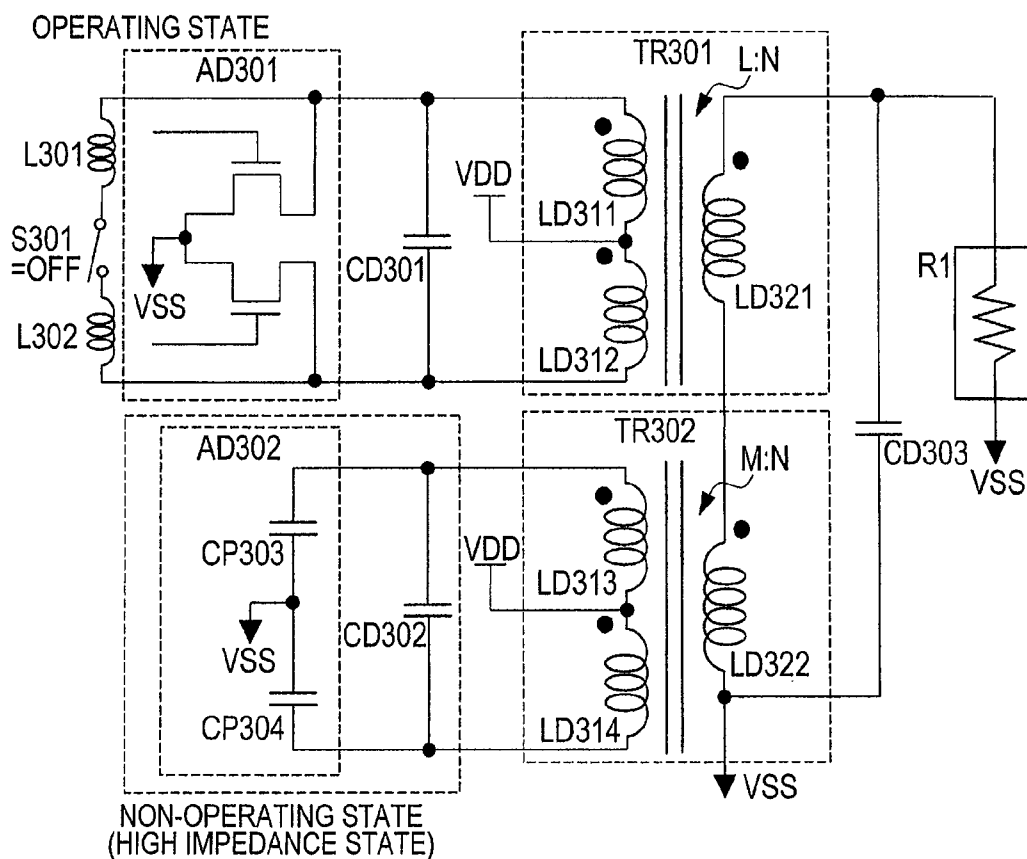 OPERATING STATE
AD301
TR301
L:N
L301
VDD
LD311
S301
=OFF
VSS
CD301
LD321
R1
L302
LD312
VSS
CD303
AD302
TR302
M:N
CP303
VDD
LD313
VSS
CD302
LD322
CP304
LD314
VSS
NON-OPERATING STATE
(HIGH IMPEDANCE STATE)